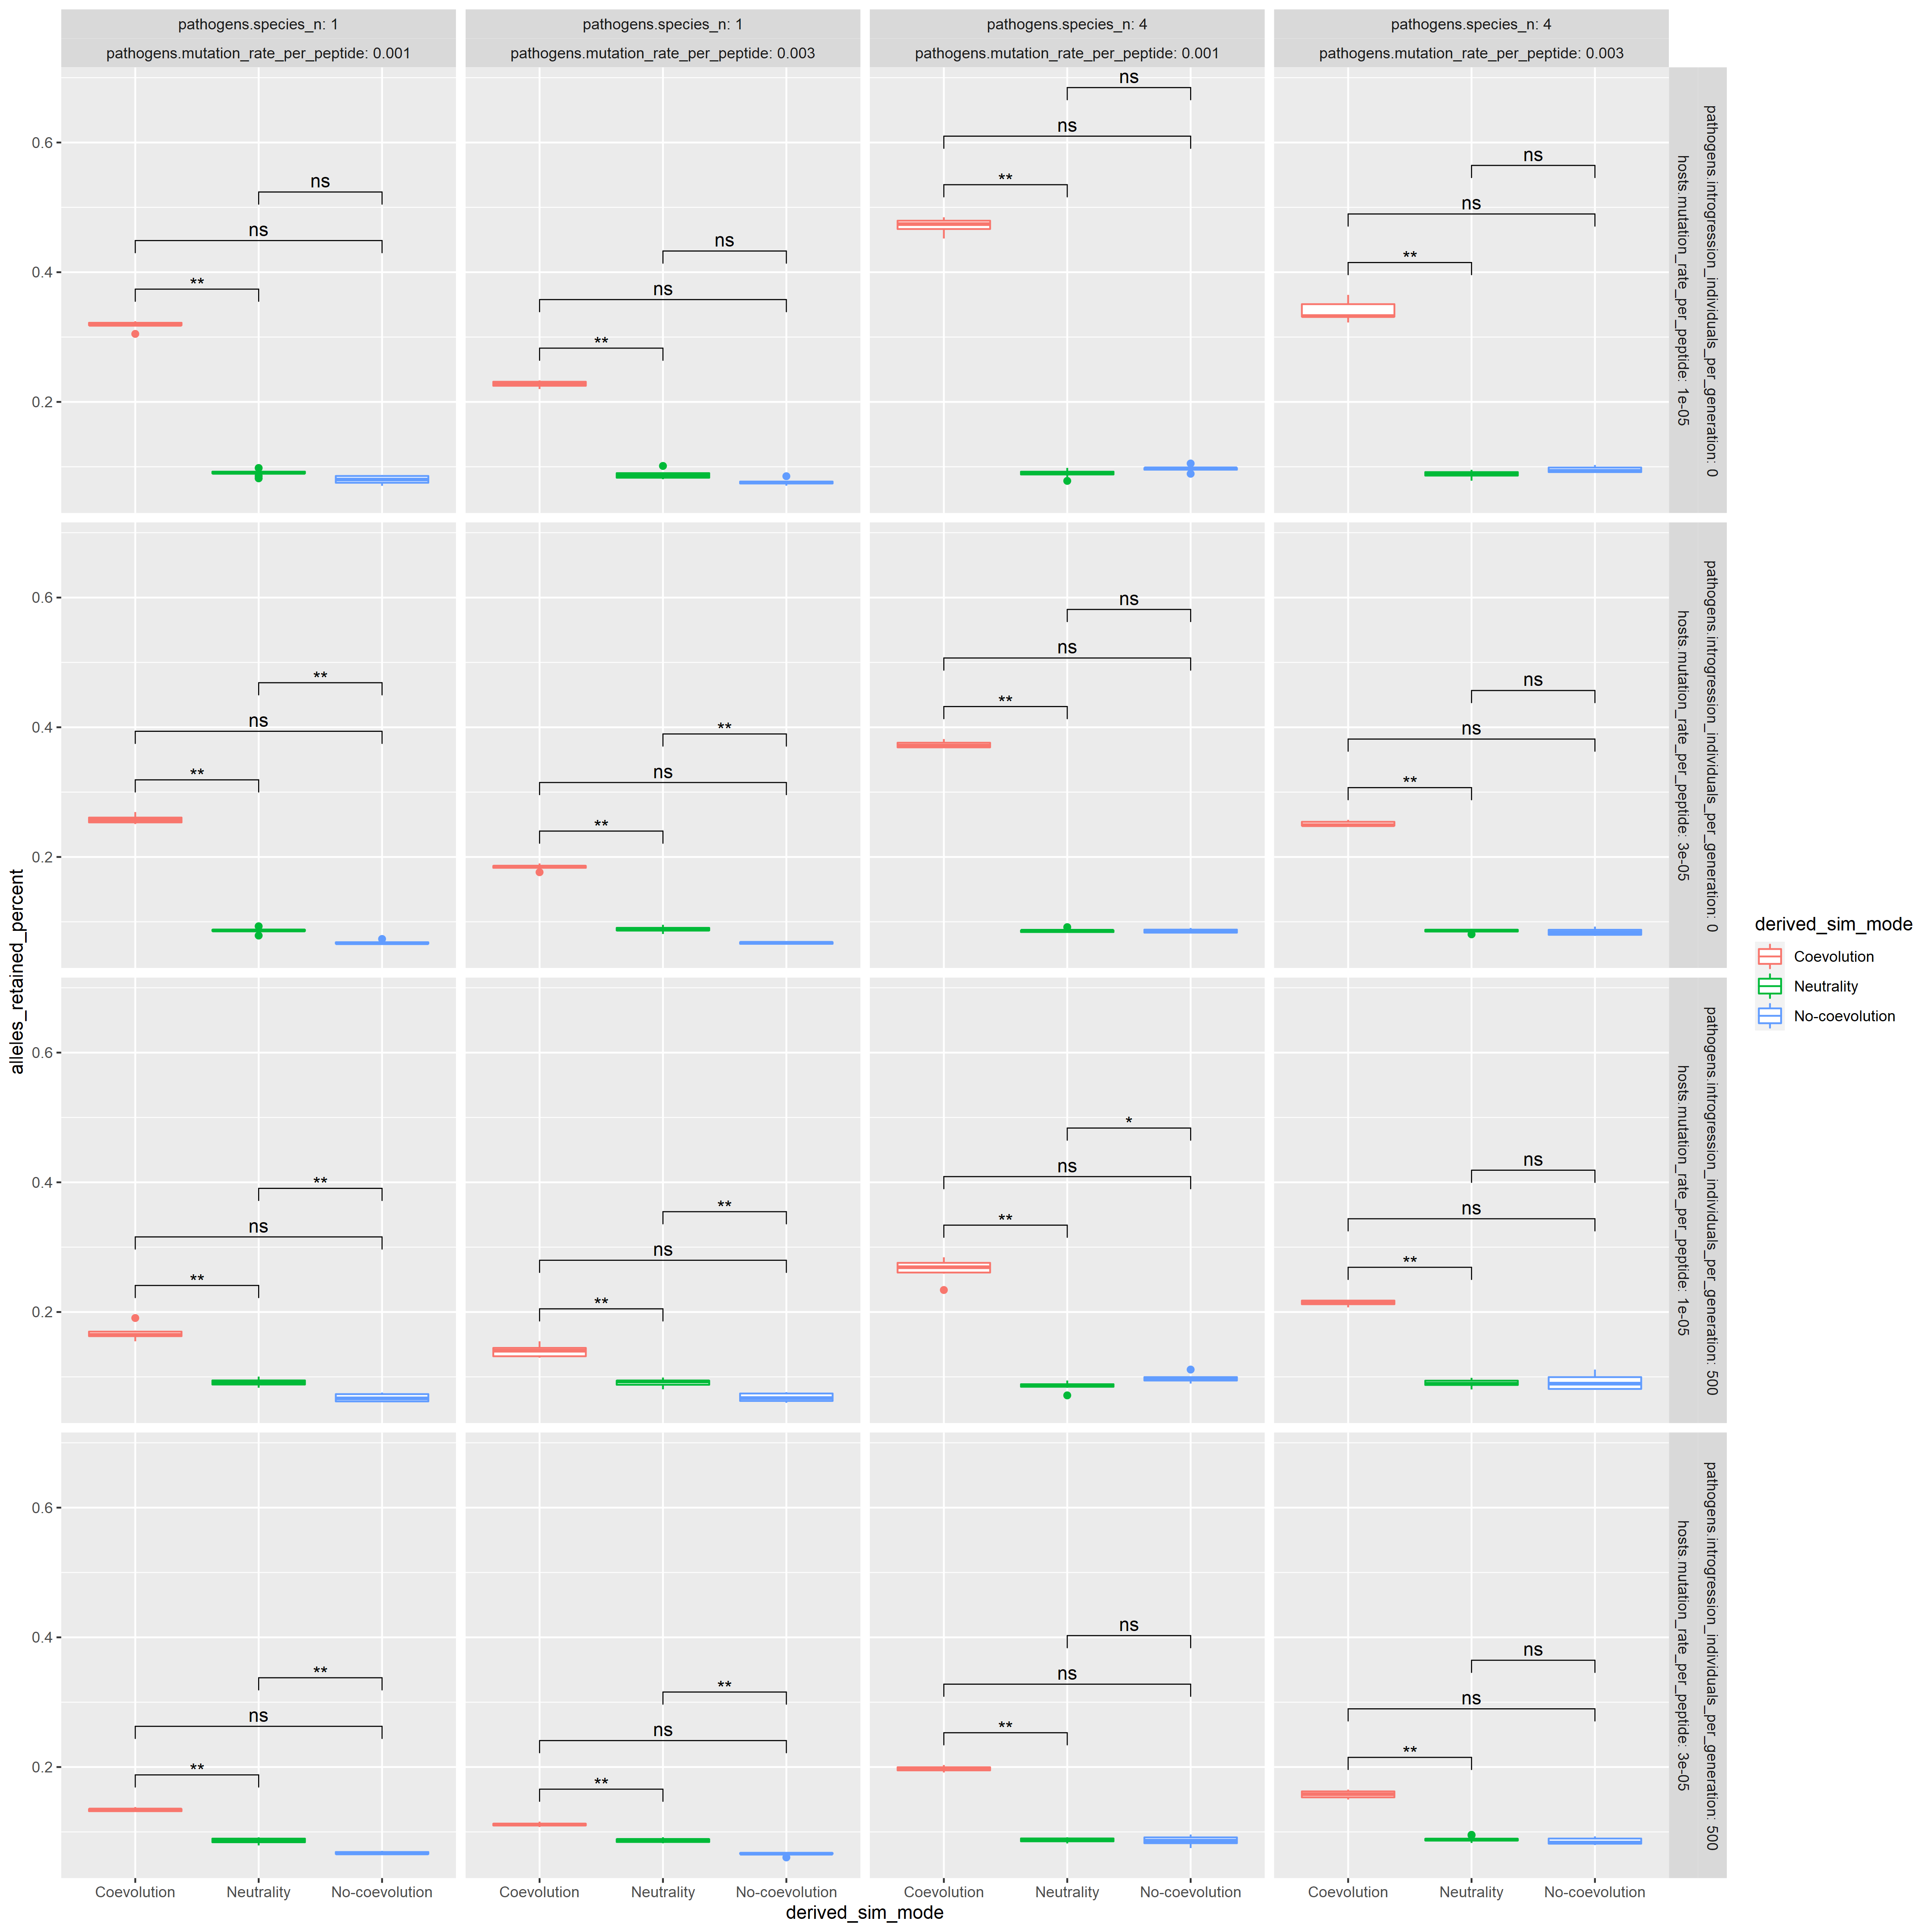 pathogens.species_n: 1
pathogens.species_n: 1
pathogens.species_n: 4
pathogens.species_n: 4
pathogens.mutation_rate_per_peptide: 0.001
pathogens.mutation_rate_per_peptide: 0.003
pathogens.mutation_rate_per_peptide: 0.001
pathogens.mutation_rate_per_peptide: 0.003
0.6
0.4
0.2
ns
ns
**
ns
ns
**
ns
ns
**
ns
ns
**
pathogens.introgression_individuals_per_generation: 0
hosts.mutation_rate_per_peptide: 1e-05
0.6
0.4
0.2
**
ns
**
**
ns
**
ns
ns
**
ns
ns
**
pathogens.introgression_individuals_per_generation: 0
hosts.mutation_rate_per_peptide: 3e-05
0.6
0.4
0.2
**
ns
**
**
ns
**
*
ns
**
ns
ns
**
pathogens.introgression_individuals_per_generation: 500
hosts.mutation_rate_per_peptide: 1e-05
0.6
0.4
0.2
**
ns
**
**
ns
**
ns
ns
**
ns
ns
**
pathogens.introgression_individuals_per_generation: 500
hosts.mutation_rate_per_peptide: 3e-05
Coevolution
Neutrality
No-coevolution
Coevolution
Neutrality
No-coevolution
Coevolution
Neutrality
No-coevolution
Coevolution
Neutrality
No-coevolution
derived_sim_mode
alleles_retained_percent
derived_sim_mode
Coevolution
Neutrality
No-coevolution